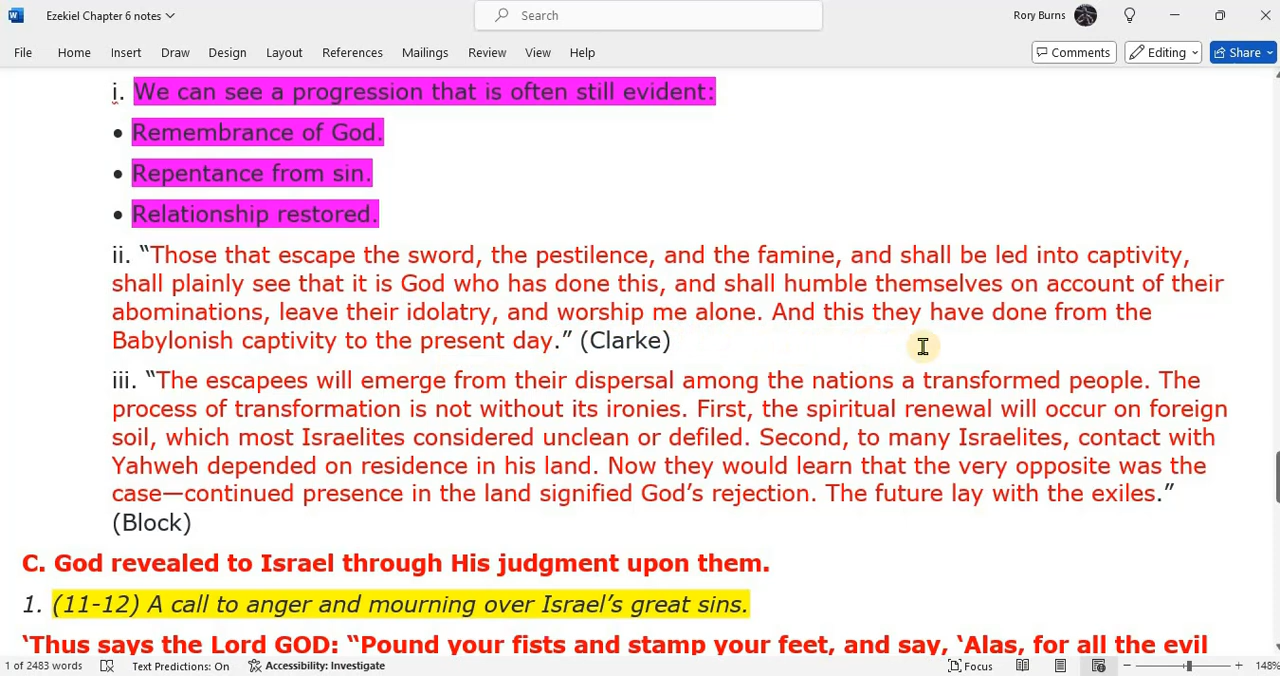 Ezekiel Chapter 6 notes
Search
Rory Burns
File Home Insert Draw Design Layout References Mailings Review View Help
Comments Editing Share
i. We can see a progression that is often still evident:
• Remembrance of God.
• Repentance from sin.
• Relationship restored.
ii. “Those that escape the sword, the pestilence, and the famine, and shall be led into captivity,
shall plainly see that it is God who has done this, and shall humble themselves on account of their
abominations, leave their idolatry, and worship me alone. And this they have done from the
Babylonish captivity to the present day.” (Clarke)
iii. “The escapees will emerge from their dispersal among the nations a transformed people. The
process of transformation is not without its ironies. First, the spiritual renewal will occur on foreign
soil, which most Israelites considered unclean or defiled. Second, to many Israelites, contact with
Yahweh depended on residence in his land. Now they would learn that the very opposite was the
case—continued presence in the land signified God’s rejection. The future lay with the exiles.”
(Block)
C. God revealed to Israel through His judgment upon them.
1. (11-12) A call to anger and mourning over Israel’s great sins.
‘Thus says the Lord GOD: “Pound your fists and stamp your feet, and say, ‘Alas, for all the evil
1 of 2483 words Text Predictions: On Accessibility: Investigate Focus 148%